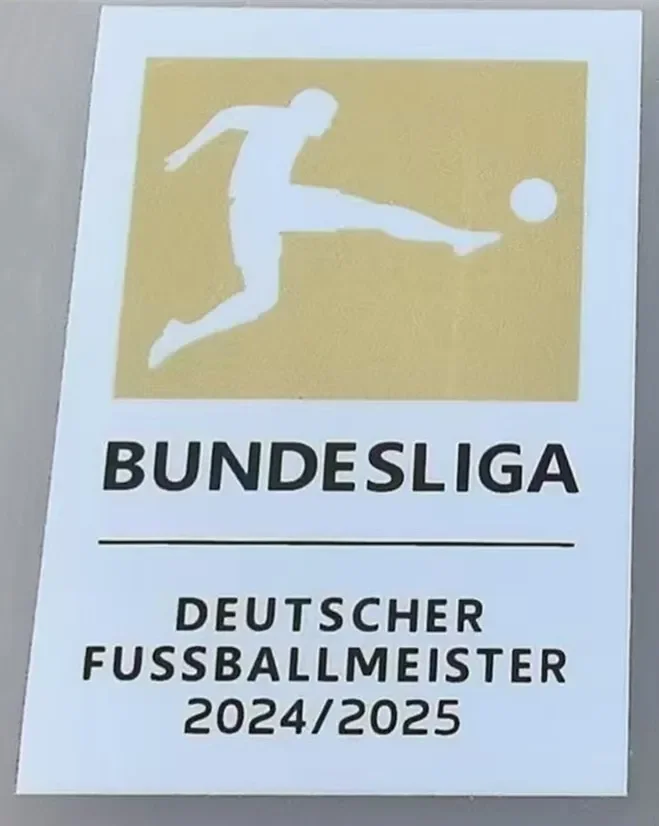 BUNDESLIGA
DEUTSCHER
FUSSBALLMEISTER
2024/2025